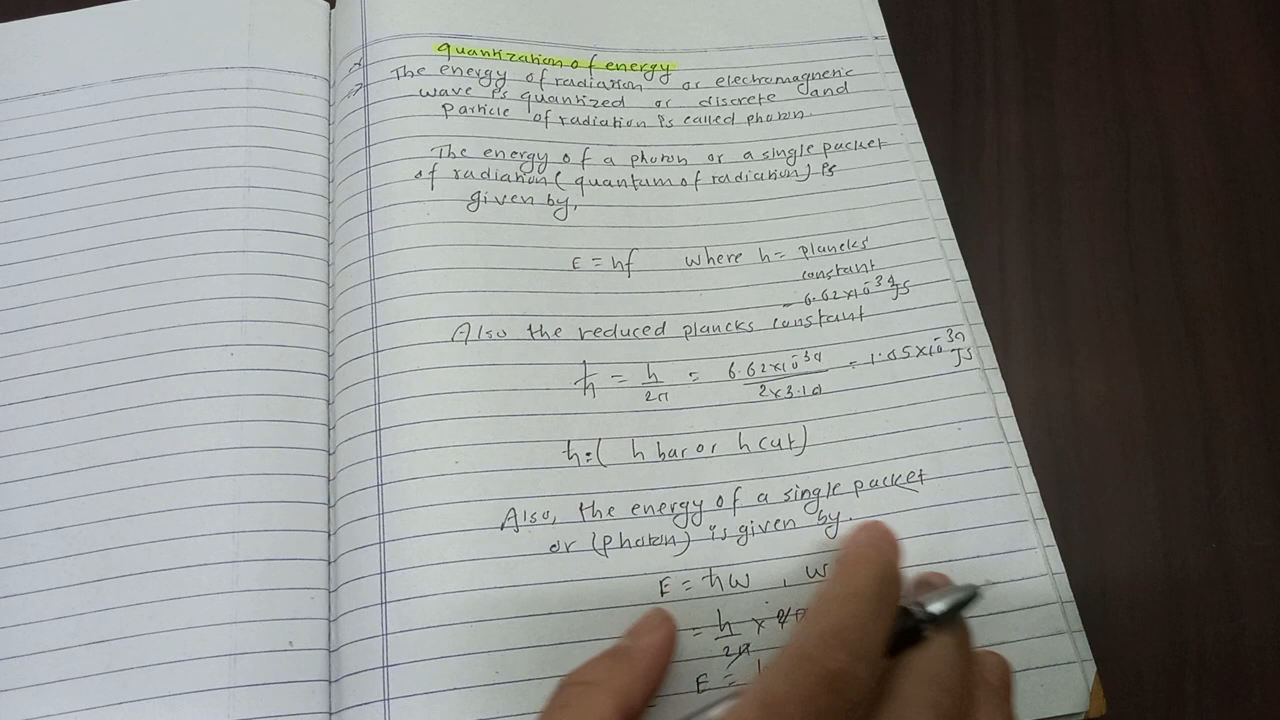 Quantization of energy
The energy of radiation or electromagneric
wave is quantized or discrete and
Particle of radiation is called photon.
The energy of a photon or a single packet
of radiation (quantum of radiation) is
given by,
E = hf where h = plancks'
constant
= 6.62×10⁻³⁴ JS
Also the reduced plancks constant
ħ = h/2π = 6.62×10⁻³⁴/2×3.14 = 1.05×10⁻³⁴ JS
ħ=( h bar or h cut)
Also, the energy of a single packet
or (photon) is given by.
E = ħω , w
= h/2π × 2π
E =